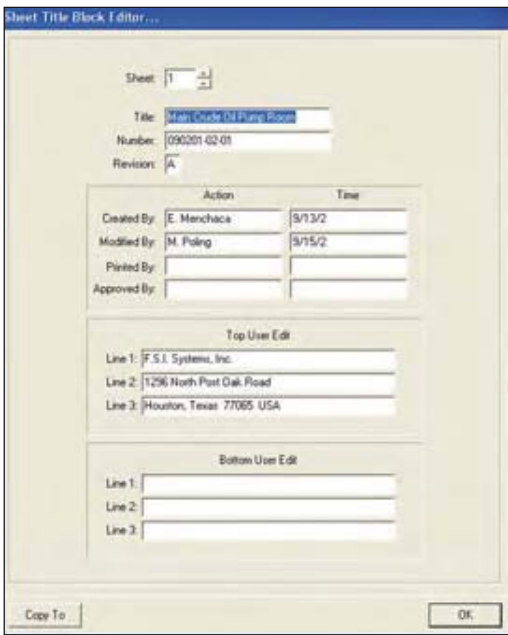 Sheet Title Block Editor...
Sheet: 1
Title: Main Crude Oil Pump Room
Number: 090201-02-01
Revision: A
Action Time
Created By: E. Menchaca 9/13/2
Modified By: M. Poling 9/15/2
Printed By:
Approved By:
Top User Edit
Line 1: F.S.I. Systems, Inc.
Line 2: 1296 North Post Oak Road
Line 3: Houston, Texas 77065 USA
Bottom User Edit
Line 1:
Line 2:
Line 3:
Copy To OK